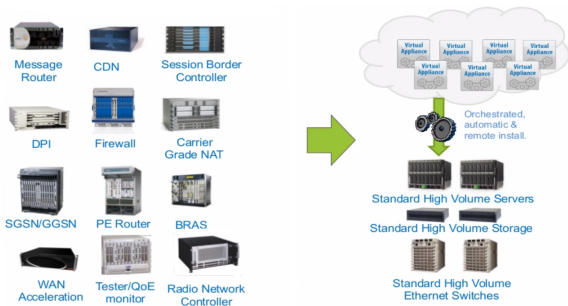 Message
Router
CDN
Session Border
Controller
DPI
Firewall
Carrier
Grade NAT
SGSN/GGSN
PE Router
BRAS
WAN
Acceleration
Tester/QoE
monitor
Radio Network
Controller
Virtual
Appliance
Virtual
Appliance
Virtual
Appliance
Virtual
Appliance
Virtual
Appliance
Virtual
Appliance
Virtual
Appliance
Orchestrated,
automatic &
remote install.
Standard High Volume Servers
Standard High Volume Storage
Standard High Volume
Ethernet Switches